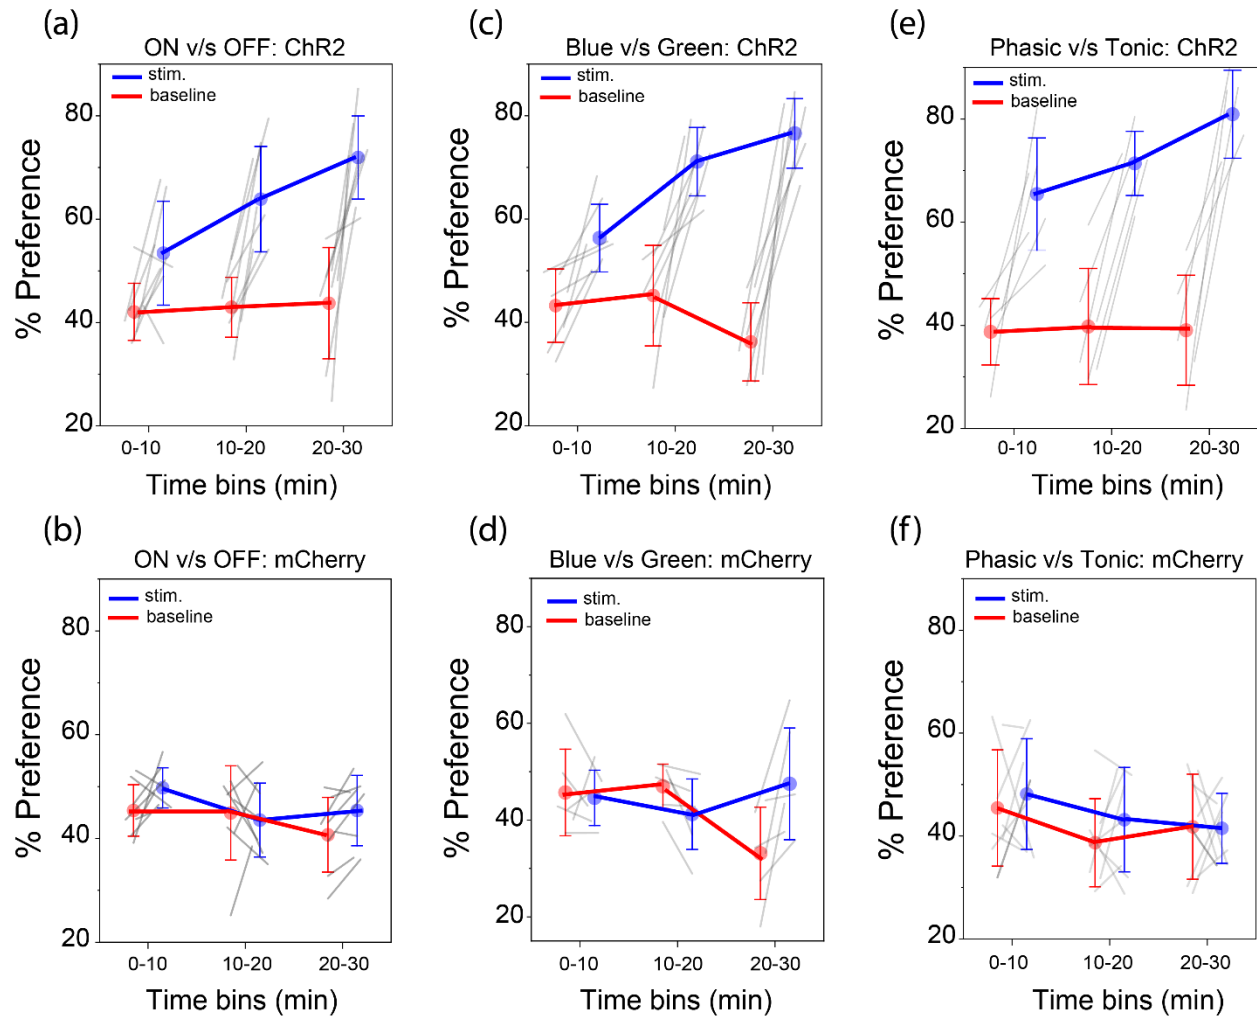 (a)
ON v/s OFF: ChR2
stim.
baseline
% Preference
80
60
40
20
0-10
10-20
20-30
Time bins (min)
(c)
Blue v/s Green: ChR2
stim.
baseline
% Preference
80
60
40
20
0-10
10-20
20-30
Time bins (min)
(e)
Phasic v/s Tonic: ChR2
stim.
baseline
% Preference
80
60
40
20
0-10
10-20
20-30
Time bins (min)
(b)
ON v/s OFF: mCherry
stim.
baseline
% Preference
80
60
40
20
0-10
10-20
20-30
Time bins (min)
(d)
Blue v/s Green: mCherry
stim.
baseline
% Preference
80
60
40
20
0-10
10-20
20-30
Time bins (min)
(f)
Phasic v/s Tonic: mCherry
stim.
baseline
% Preference
80
60
40
20
0-10
10-20
20-30
Time bins (min)